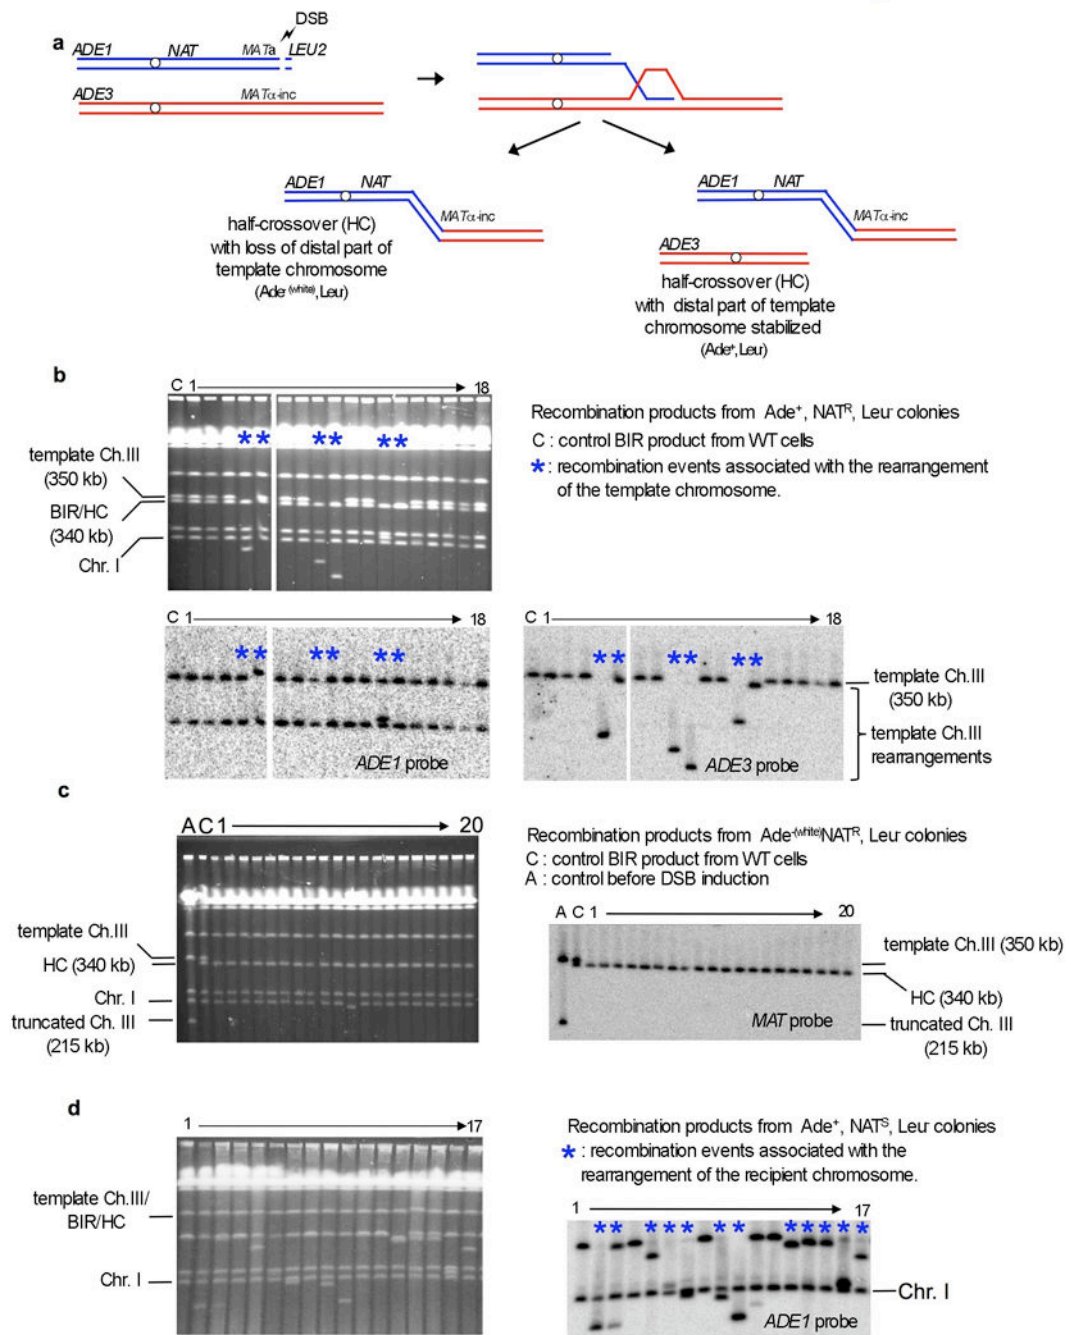 a
DSB
ADE1 NAT MATa LEU2
ADE3 MATα-inc
ADE1 NAT
MATα-inc
half-crossover (HC)
with loss of distal part of
template chromosome
(Ade-(white), Leu-)
ADE1 NAT
MATα-inc
ADE3
half-crossover (HC)
with distal part of template
chromosome stabilized
(Ade+, Leu-)
b
C 1 18
** ** **
template Ch.III
(350 kb)
BIR/HC
(340 kb)
Chr. I
Recombination products from Ade+, NATR, Leu- colonies
C : control BIR product from WT cells
* : recombination events associated with the rearrangement
of the template chromosome.
C 1 18
** ** **
ADE1 probe
C 1 18
** ** **
ADE3 probe
template Ch.III
(350 kb)
template Ch.III
rearrangements
c
A C 1 20
template Ch.III
HC (340 kb)
Chr. I
truncated Ch. III
(215 kb)
Recombination products from Ade-(white)NATR, Leu- colonies
C : control BIR product from WT cells
A : control before DSB induction
A C 1 20
MAT probe
template Ch.III (350 kb)
HC (340 kb)
truncated Ch. III
(215 kb)
d
1 17
template Ch.III/
BIR/HC
Chr. I
Recombination products from Ade+, NATS, Leu- colonies
* : recombination events associated with the
rearrangement of the recipient chromosome.
1 17
* * * * * * * * * * * *
Chr. I
ADE1 probe